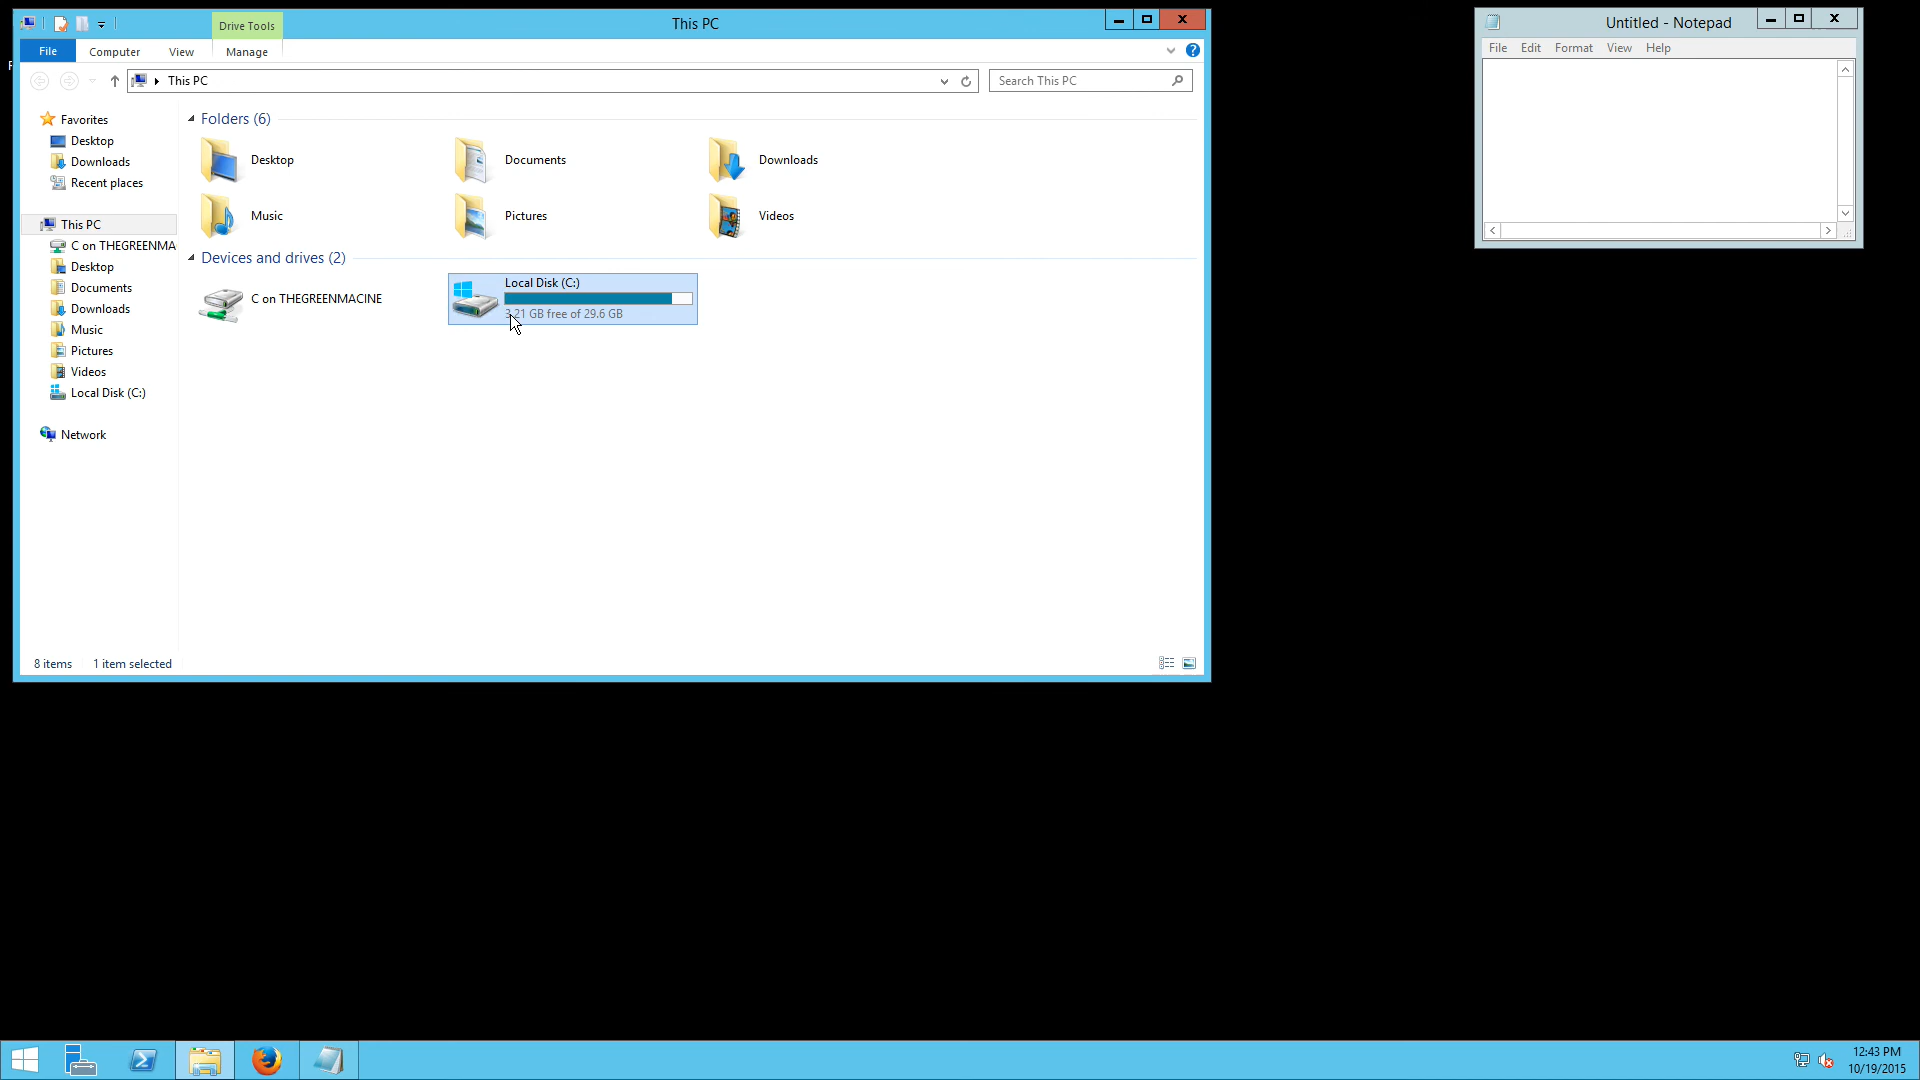 Drive Tools
This PC
File
Computer
View
Manage
This PC
Search This PC
Favorites
Desktop
Downloads
Recent places
This PC
C on THEGREENMA
Desktop
Documents
Downloads
Music
Pictures
Videos
Local Disk (C:)
Network
Folders (6)
Desktop
Documents
Downloads
Music
Pictures
Videos
Devices and drives (2)
C on THEGREENMACINE
Local Disk (C:)
3.21 GB free of 29.6 GB
8 items
1 item selected
Untitled - Notepad
File
Edit
Format
View
Help
12:43 PM
10/19/2015